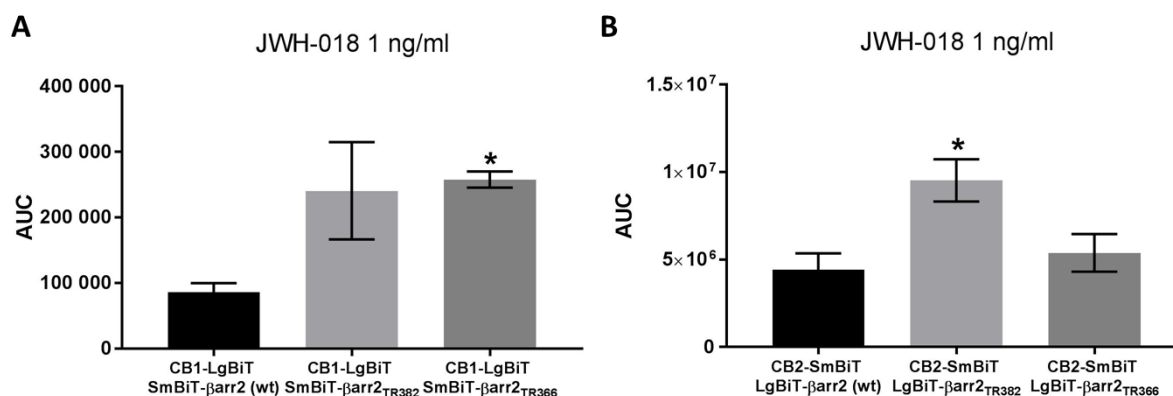 A
JWH-018 1 ng/ml
AUC
400 000
300 000
200 000
100 000
0
*
CB1-LgBiT
SmBiT-βarr2 (wt)
CB1-LgBiT
SmBiT-βarr2TR382
CB1-LgBiT
SmBiT-βarr2TR366
B
JWH-018 1 ng/ml
AUC
1.5×10⁷
1×10⁷
5×10⁶
0
*
CB2-SmBiT
LgBiT-βarr2 (wt)
CB2-SmBiT
LgBiT-βarr2TR382
CB2-SmBiT
LgBiT-βarr2TR366